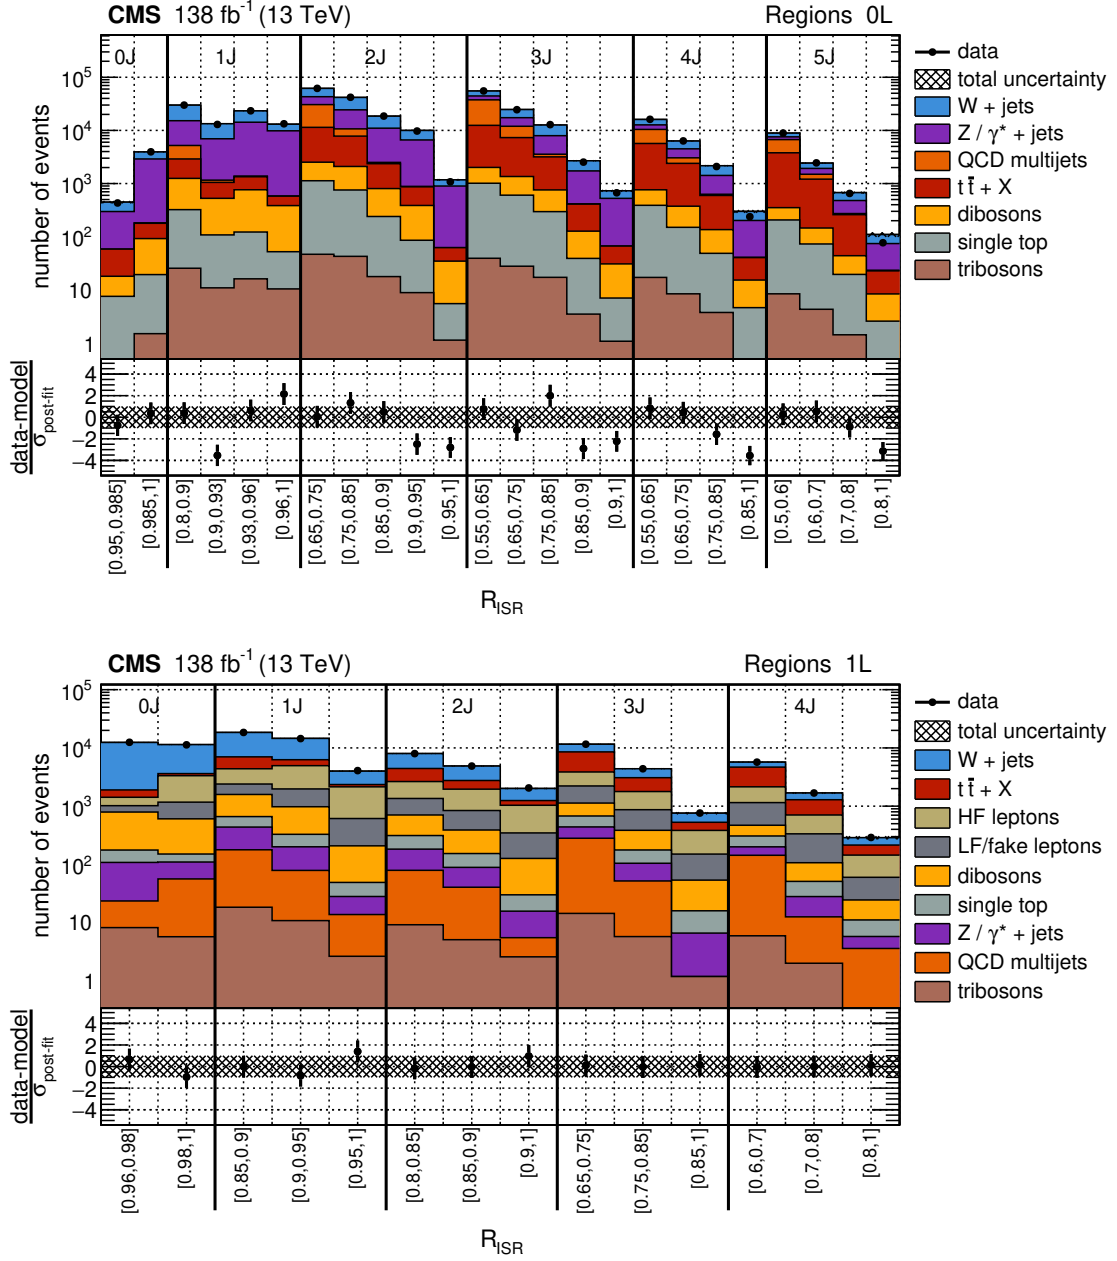 CMS 138 fb-1 (13 TeV) Regions 0L
0J 1J 2J 3J 4J 5J
number of events
10^5
10^4
10^3
10^2
10
1
data
total uncertainty
W + jets
Z / γ* + jets
QCD multijets
t t̄ + X
dibosons
single top
tribosons
data-model
σpost-fit
4
2
0
−2
−4
[0.95,0.985] [0.985,1] [0.8,0.9] [0.9,0.93] [0.93,0.96] [0.96,1] [0.65,0.75] [0.75,0.85] [0.85,0.9] [0.9,0.95] [0.95,1] [0.55,0.65] [0.65,0.75] [0.75,0.85] [0.85,0.9] [0.9,1] [0.55,0.65] [0.65,0.75] [0.75,0.85] [0.85,1] [0.5,0.6] [0.6,0.7] [0.7,0.8] [0.8,1]
RISR
CMS 138 fb-1 (13 TeV) Regions 1L
0J 1J 2J 3J 4J
number of events
10^5
10^4
10^3
10^2
10
1
data
total uncertainty
W + jets
t t̄ + X
HF leptons
LF/fake leptons
dibosons
single top
Z / γ* + jets
QCD multijets
tribosons
data-model
σpost-fit
4
2
0
−2
−4
[0.96,0.98] [0.98,1] [0.85,0.9] [0.9,0.95] [0.95,1] [0.8,0.85] [0.85,0.9] [0.9,1] [0.65,0.75] [0.75,0.85] [0.85,1] [0.6,0.7] [0.7,0.8] [0.8,1]
RISR